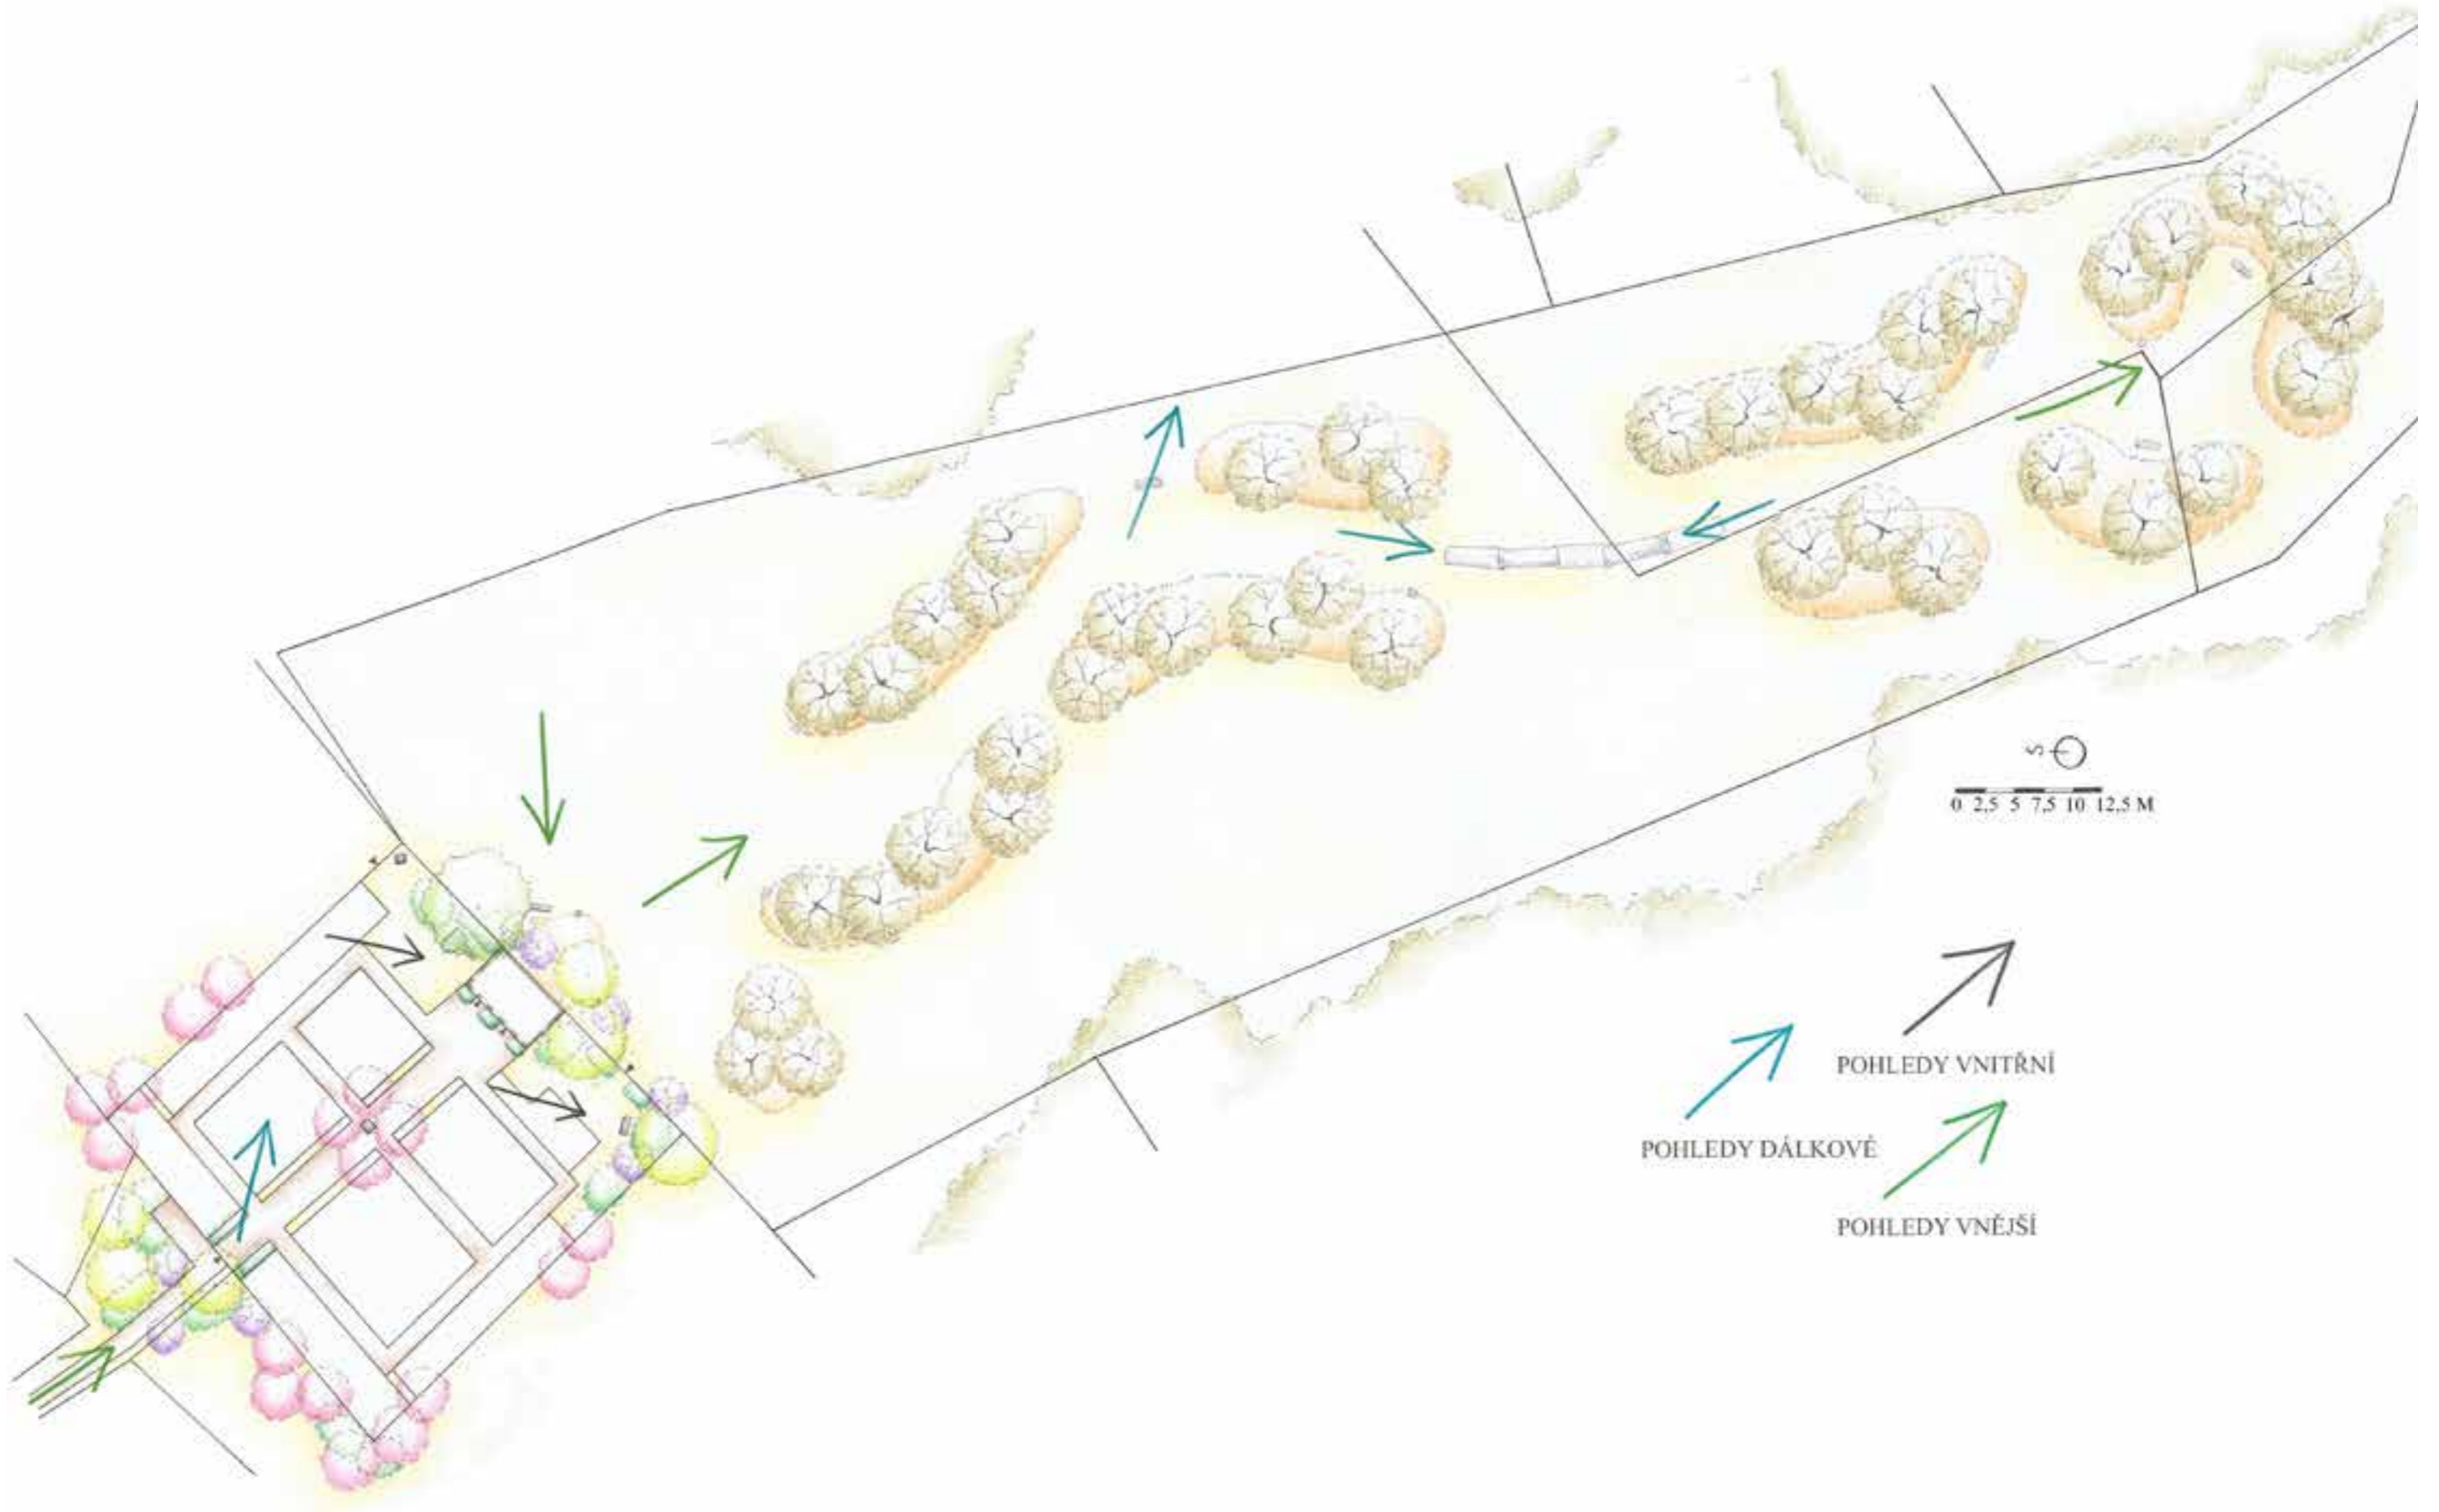 S
0 2,5 5 7,5 10 12,5 M
POHLEDY VNITŘNÍ
POHLEDY DÁLKOVÉ
POHLEDY VNĚJŠÍ